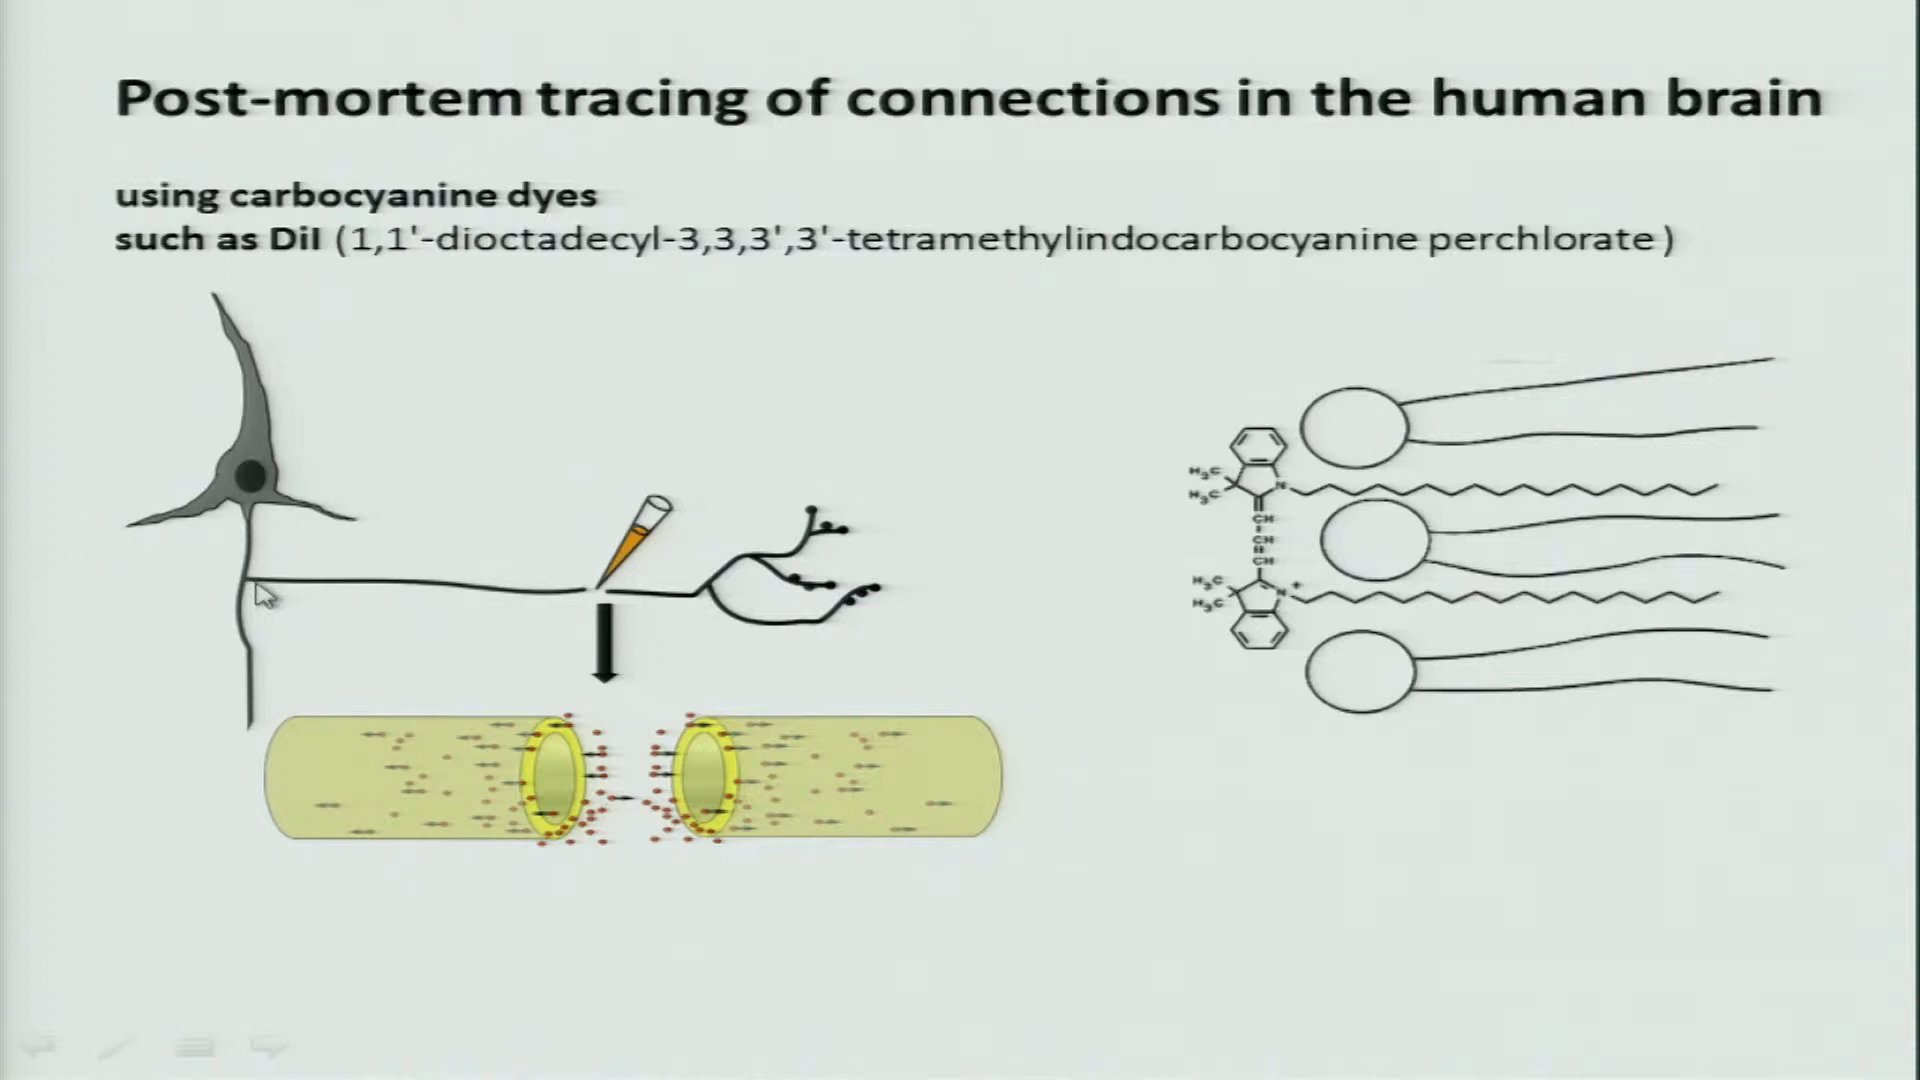 Post-mortem tracing of connections in the human brain
using carbocyanine dyes
such as DiI (1,1'-dioctadecyl-3,3,3',3'-tetramethylindocarbocyanine perchlorate )
H₃C
H₃C
N
CH
CH
CH
H₃C
H₃C
N +